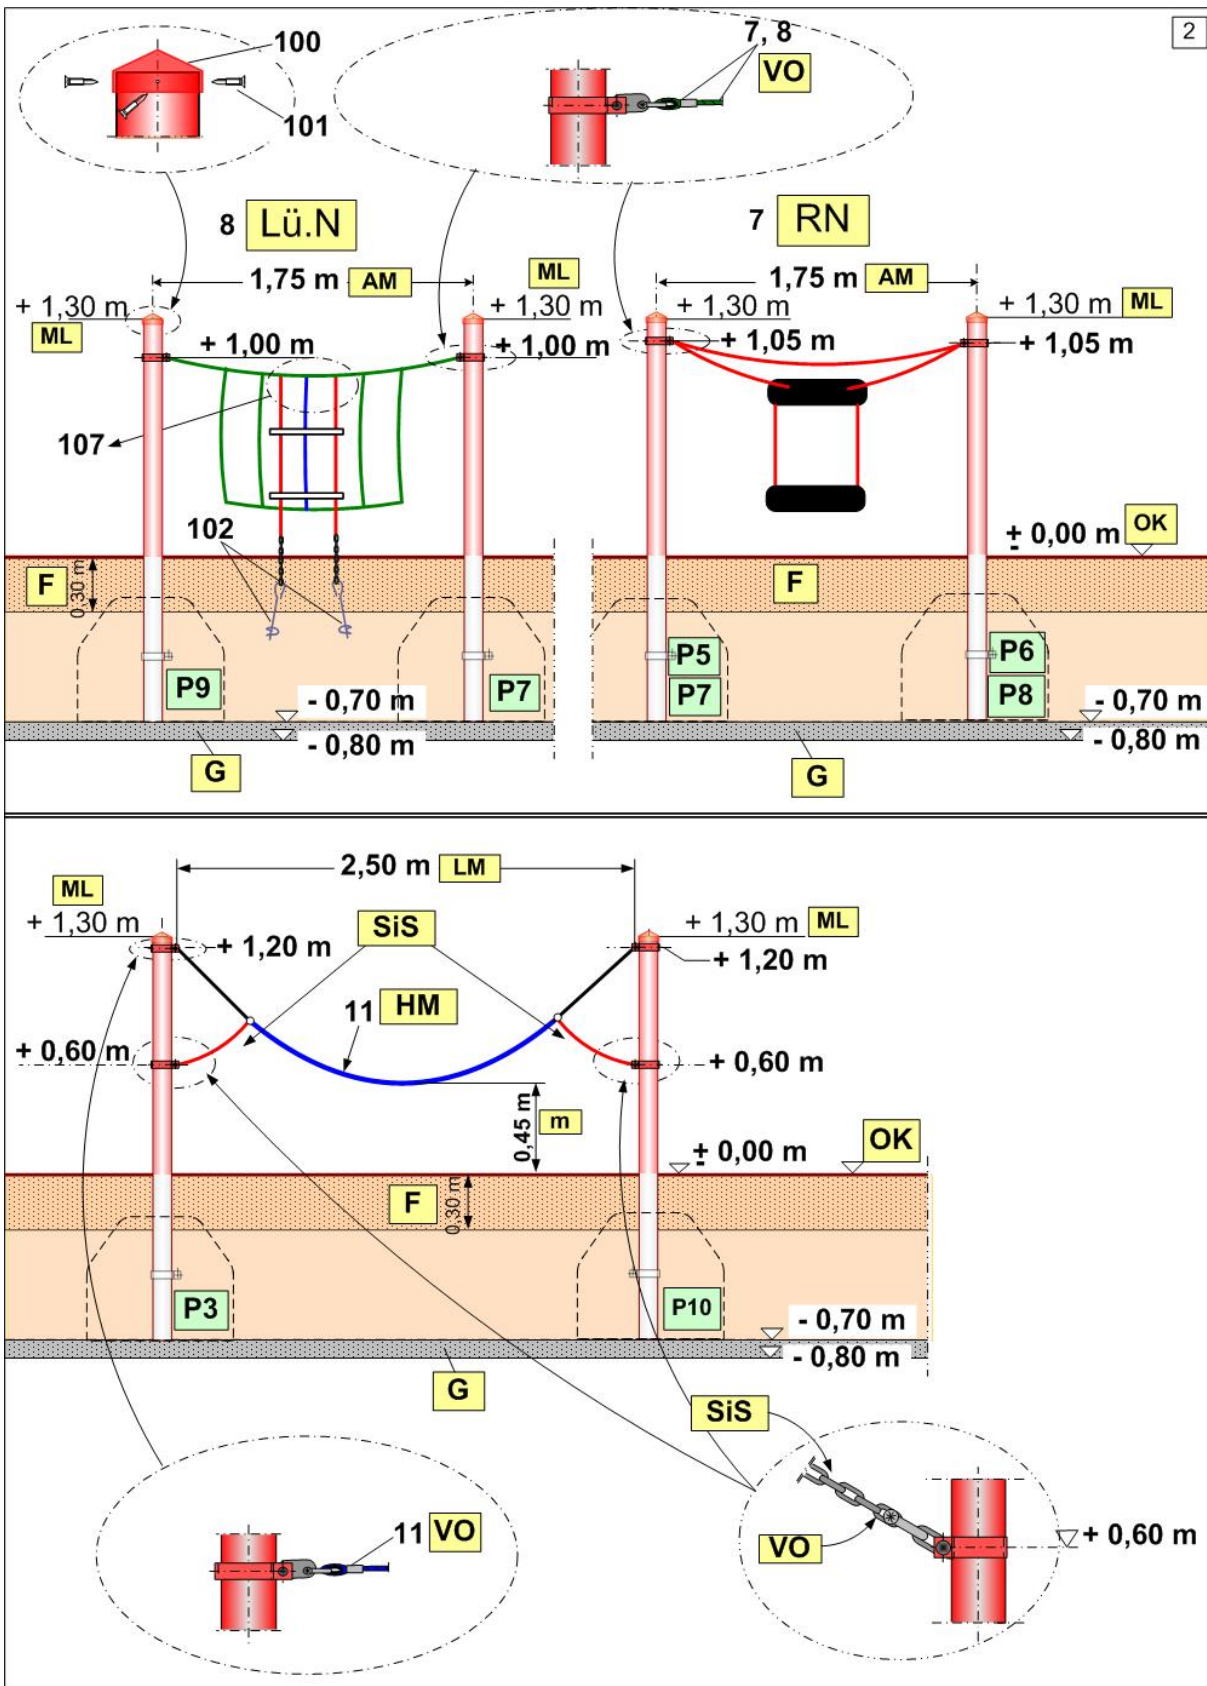 2
100
101
7, 8
VO
8 Lü.N
7 RN
1,75 m AM
ML
1,75 m AM
+ 1,30 m
ML
+ 1,30 m
+ 1,30 m
+ 1,30 m ML
+ 1,00 m
+ 1,00 m
+ 1,05 m
+ 1,05 m
107
102
± 0,00 m OK
F
0,30 m
F
P9
P7
P5
P7
P6
P8
- 0,70 m
- 0,80 m
- 0,70 m
- 0,80 m
G
G
2,50 m LM
ML
+ 1,30 m
SiS
+ 1,30 m ML
+ 1,20 m
+ 1,20 m
11 HM
+ 0,60 m
+ 0,60 m
0,45 m
m
± 0,00 m
OK
F
0,30 m
P3
P10
- 0,70 m
- 0,80 m
G
SiS
11 VO
VO
+ 0,60 m